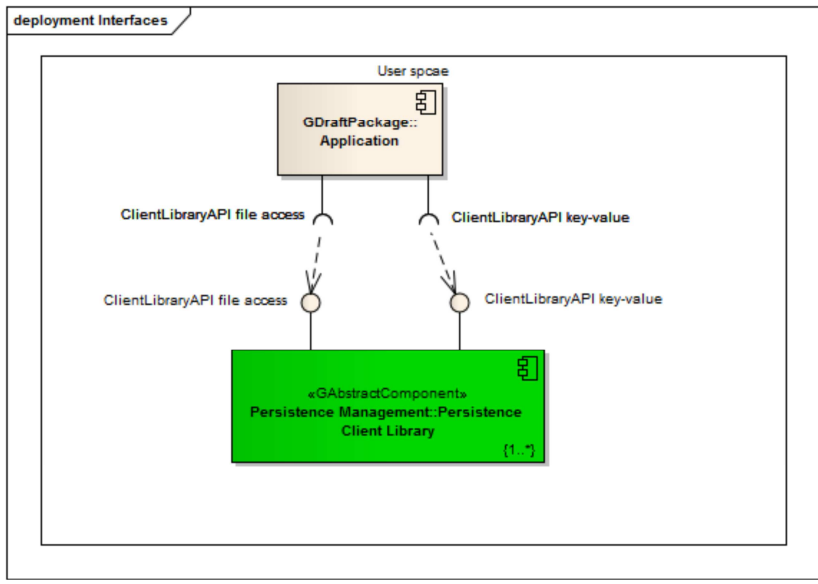 deployment Interfaces
User spcae
GDraftPackage::
Application
ClientLibraryAPI file access
ClientLibraryAPI key-value
ClientLibraryAPI file access
ClientLibraryAPI key-value
«GAbstractComponent»
Persistence Management::Persistence
Client Library
{1..*}